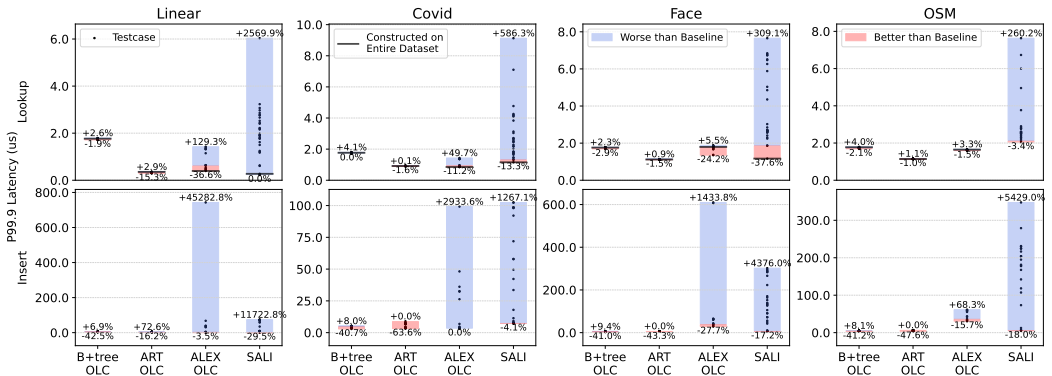 Linear
Covid
Face
OSM
P99.9 Latency (us)
Lookup
Insert
Testcase
6.0
4.0
2.0
0.0
+2.6%
-1.9%
+2.9%
-15.3%
+129.3%
-36.6%
+2569.9%
0.0%
Constructed on
Entire Dataset
10.0
8.0
6.0
4.0
2.0
0.0
+4.1%
0.0%
+0.1%
-1.6%
+49.7%
-11.2%
+586.3%
-13.3%
Worse than Baseline
8.0
6.0
4.0
2.0
0.0
+2.3%
-2.9%
+0.9%
-1.5%
+5.5%
-24.2%
+309.1%
-37.6%
Better than Baseline
8.0
6.0
4.0
2.0
0.0
+4.0%
-2.1%
+1.1%
-1.0%
+3.3%
-1.5%
+260.2%
-3.4%
800.0
600.0
400.0
200.0
0.0
+6.9%
-42.5%
+72.6%
-16.2%
+45282.8%
-3.5%
+11722.8%
-29.5%
B+tree
OLC
ART
OLC
ALEX
OLC
SALI
100.0
75.0
50.0
25.0
0.0
+8.0%
-40.7%
+0.0%
-63.6%
+2933.6%
0.0%
+1267.1%
-4.1%
B+tree
OLC
ART
OLC
ALEX
OLC
SALI
600.0
400.0
200.0
0.0
+9.4%
-41.0%
+0.0%
-43.3%
+1433.8%
-27.7%
+4376.0%
-17.2%
B+tree
OLC
ART
OLC
ALEX
OLC
SALI
300.0
200.0
100.0
0.0
+8.1%
-41.2%
+0.0%
-47.6%
+68.3%
-15.7%
+5429.0%
-18.0%
B+tree
OLC
ART
OLC
ALEX
OLC
SALI